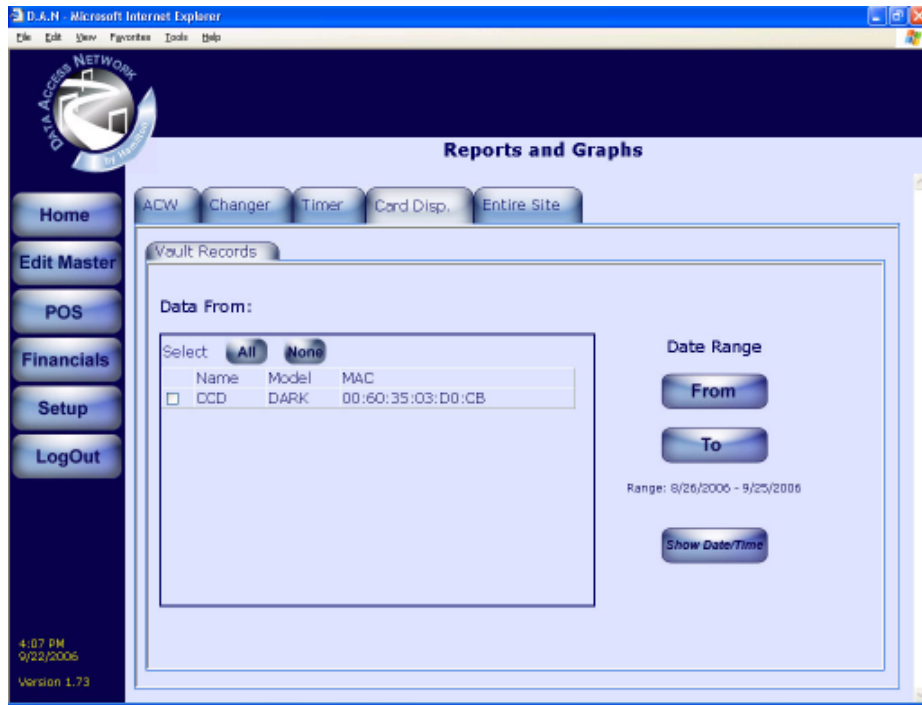 D.A.N - Microsoft Internet Explorer
File Edit View Favorites Tools Help
DATA ACCESS NETWORK
by Hamilton
Reports and Graphs
Home
Edit Master
POS
Financials
Setup
LogOut
ACW Changer Timer Card Disp. Entire Site
Vault Records
Data From:
Select All None
Name Model MAC
CCD DARK 00:60:35:03:D0:CB
Date Range
From
To
Range: 8/26/2006 - 9/25/2006
Show Date/Time
4:07 PM
9/22/2006
Version 1.73